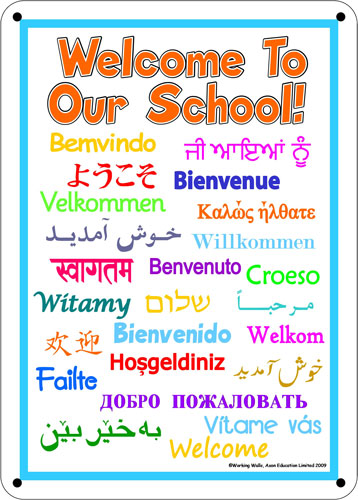 Welcome To
Our School!
Bemvindo
ਜੀ ਆਇਆਂ ਨੂੰ
ようこそ
Bienvenue
Velkommen
Καλώς ήλθατε
خوش آمدید
Willkommen
स्वागतम
Benvenuto
Croeso
Witamy
שלום
مرحباً
欢迎
Bienvenido
Welkom
Hoşgeldiniz
خوش آمدید
Failte
ДОБРО ПОЖАЛОВАТЬ
بەخێر بێن
Vítame vás
Welcome
©Working Walls, Ason Education Limited 2009